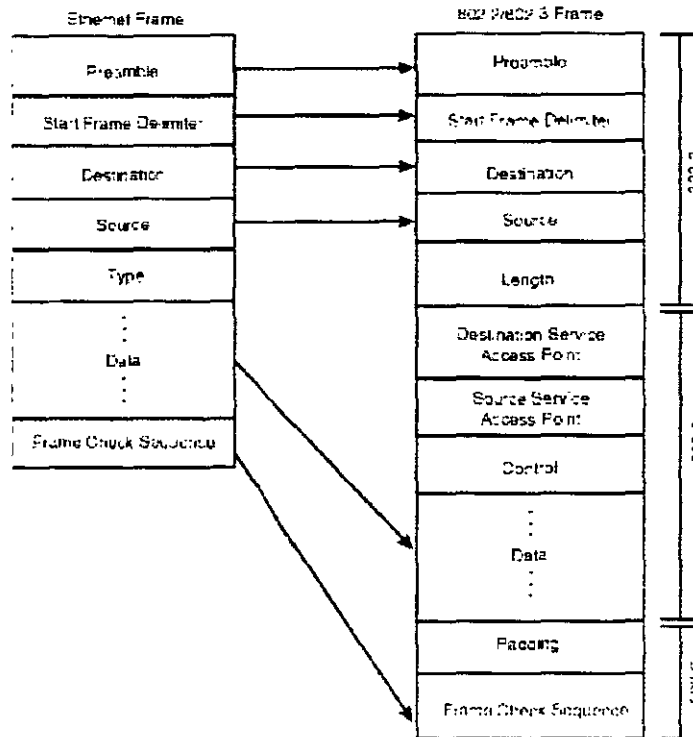 Ethernet Frame
Preamble
Start Frame Delimiter
Destination
Source
Type
Data
Frame Check Sequence
802.2/802.3 Frame
Preamble
Start Frame Delimiter
Destination
Source
Length
Destination Service
Access Point
Source Service
Access Point
Control
Data
Padding
Frame Check Sequence